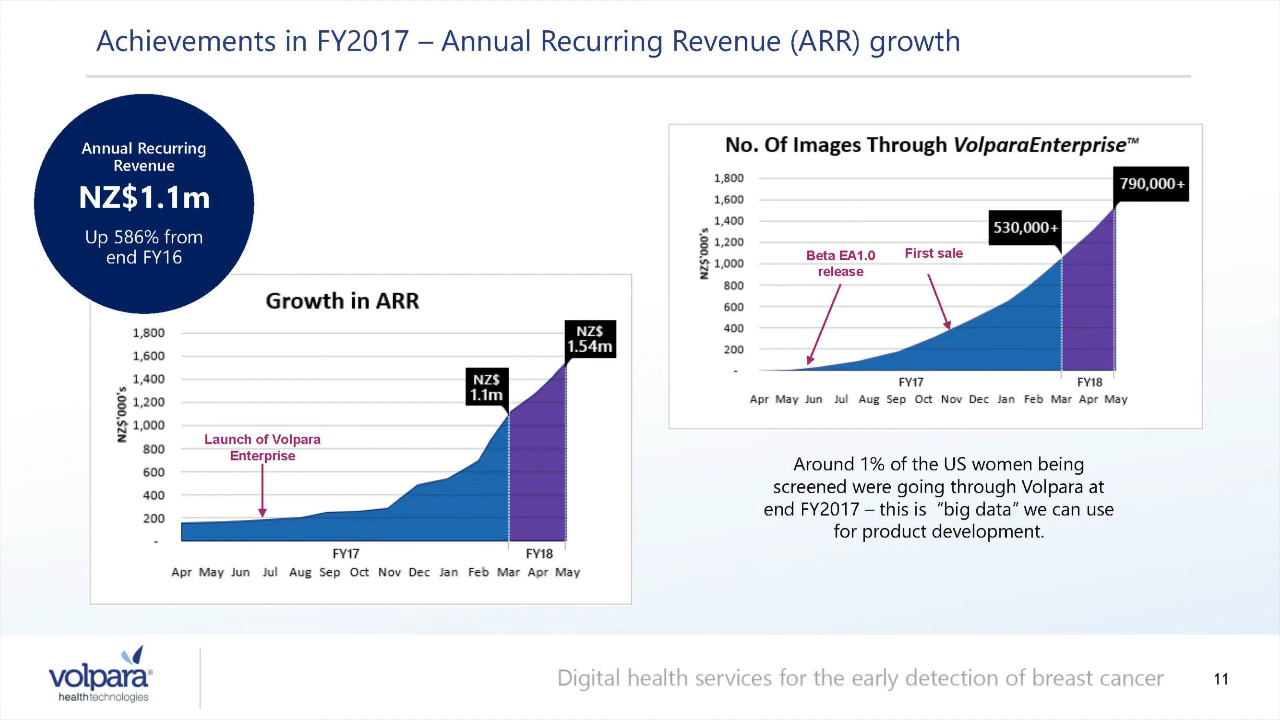 Achievements in FY2017 – Annual Recurring Revenue (ARR) growth
Annual Recurring
Revenue
NZ$1.1m
Up 586% from
end FY16
Growth in ARR
NZ$'000's
1,800
1,600
1,400
1,200
1,000
800
600
400
200
-
Launch of Volpara
Enterprise
NZ$
1.1m
NZ$
1.54m
FY17
FY18
Apr May Jun Jul Aug Sep Oct Nov Dec Jan Feb Mar Apr May
No. Of Images Through VolparaEnterprise™
NZ$'000's
1,800
1,600
1,400
1,200
1,000
800
600
400
200
-
Beta EA1.0
release
First sale
530,000+
790,000+
FY17
FY18
Apr May Jun Jul Aug Sep Oct Nov Dec Jan Feb Mar Apr May
Around 1% of the US women being
screened were going through Volpara at
end FY2017 – this is "big data" we can use
for product development.
volpara®
healthtechnologies
Digital health services for the early detection of breast cancer
11